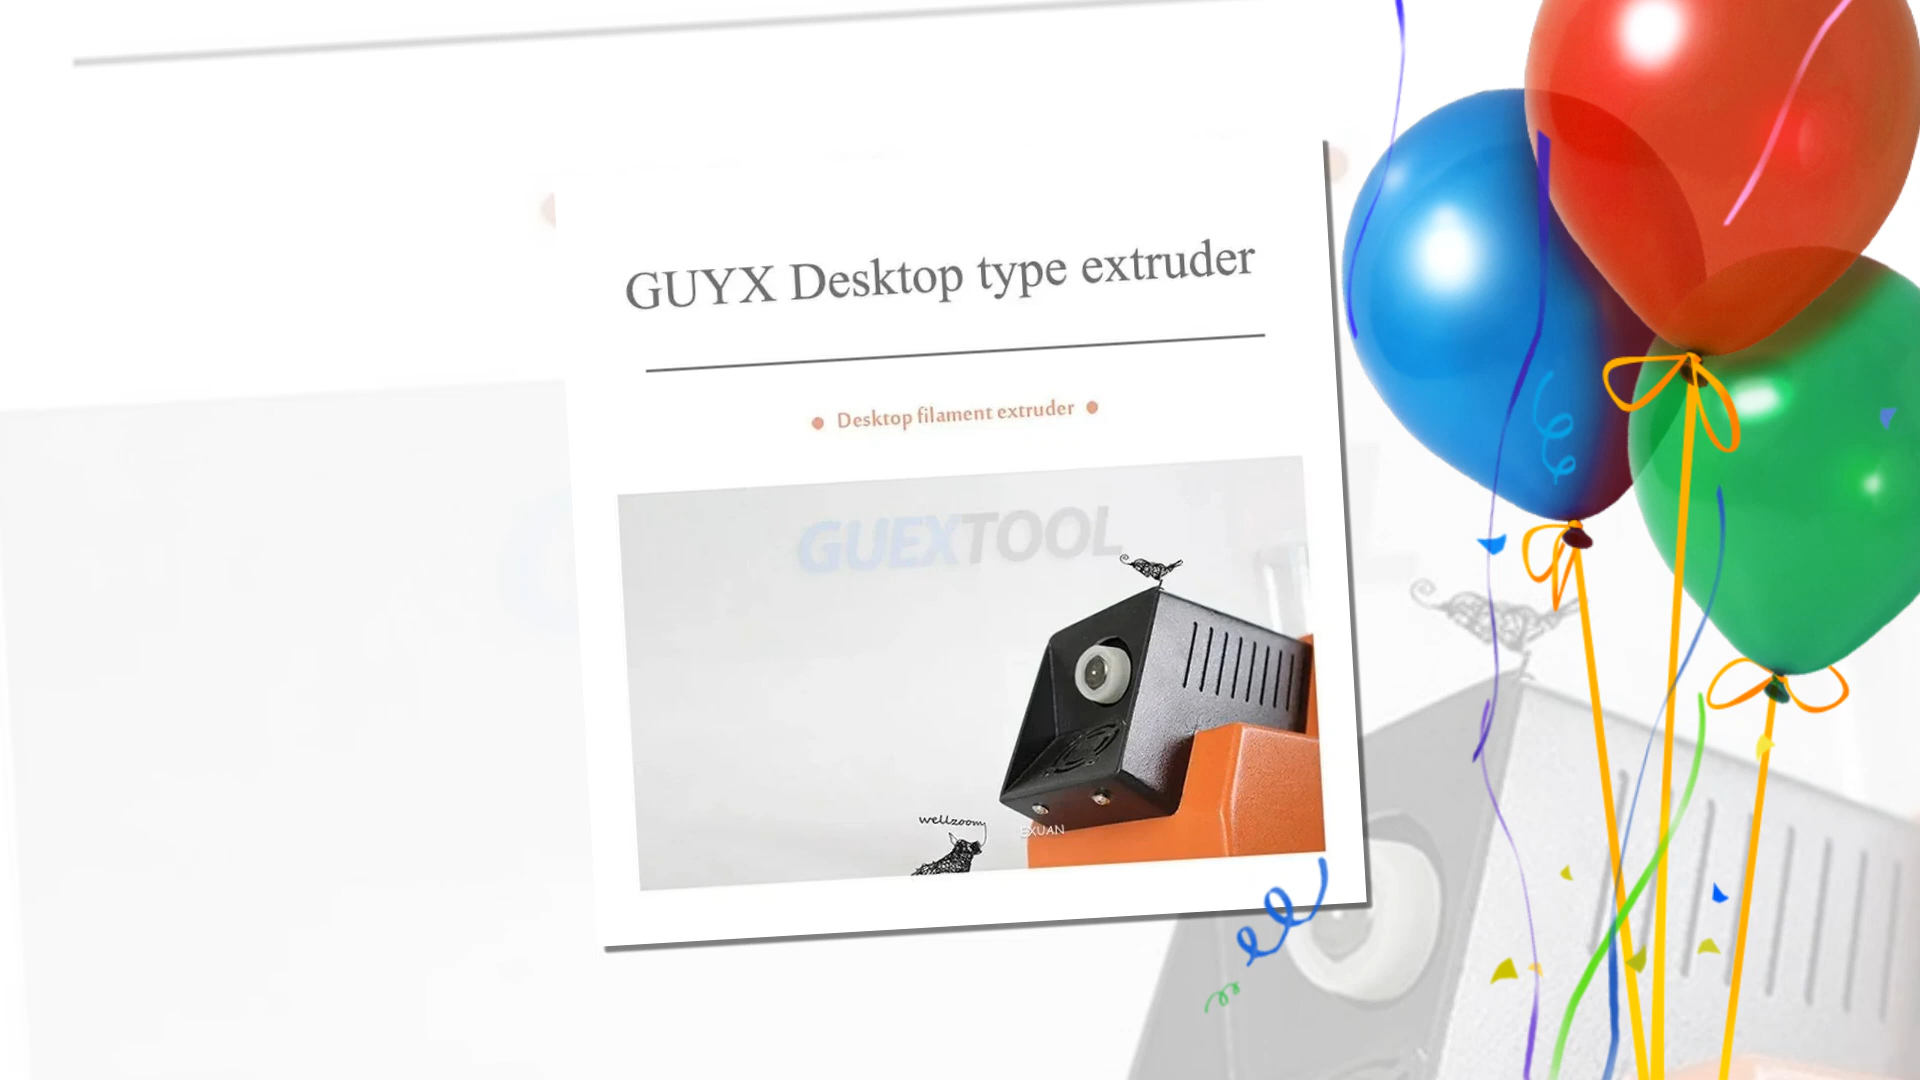 GUYX Desktop type extruder
Desktop filament extruder
GUEXTOOL
wellzoom
EXUAN